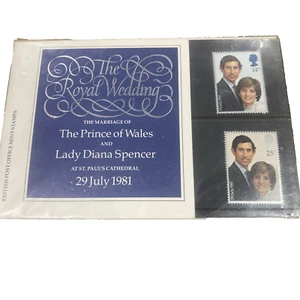 The
Royal Wedding
THE MARRIAGE OF
The Prince of Wales
AND
Lady Diana Spencer
AT ST. PAUL'S CATHEDRAL
29 July 1981
BRITISH POST OFFICE MINT STAMPS
14P
25P